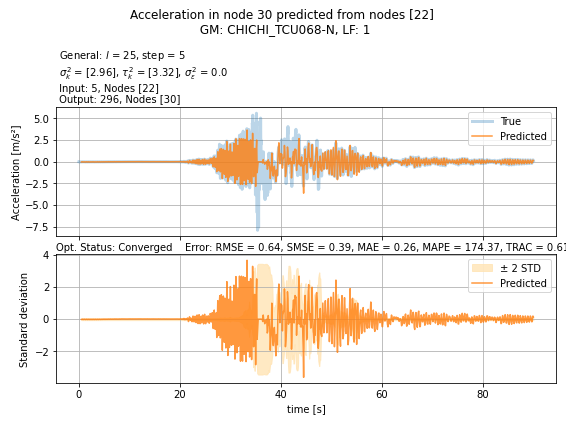 Acceleration in node 30 predicted from nodes [22]
GM: CHICHI_TCU068-N, LF: 1
General: l = 25, step = 5
σ²ₖ = [2.96], τ²ₖ = [3.32], σ²ε = 0.0
Input: 5, Nodes [22]
Output: 296, Nodes [30]
5.0
2.5
0.0
−2.5
−5.0
−7.5
Acceleration [m/s²]
True
Predicted
Opt. Status: Converged Error: RMSE = 0.64, SMSE = 0.39, MAE = 0.26, MAPE = 174.37, TRAC = 0.61
4
2
0
−2
Standard deviation
± 2 STD
Predicted
0 20 40 60 80
time [s]